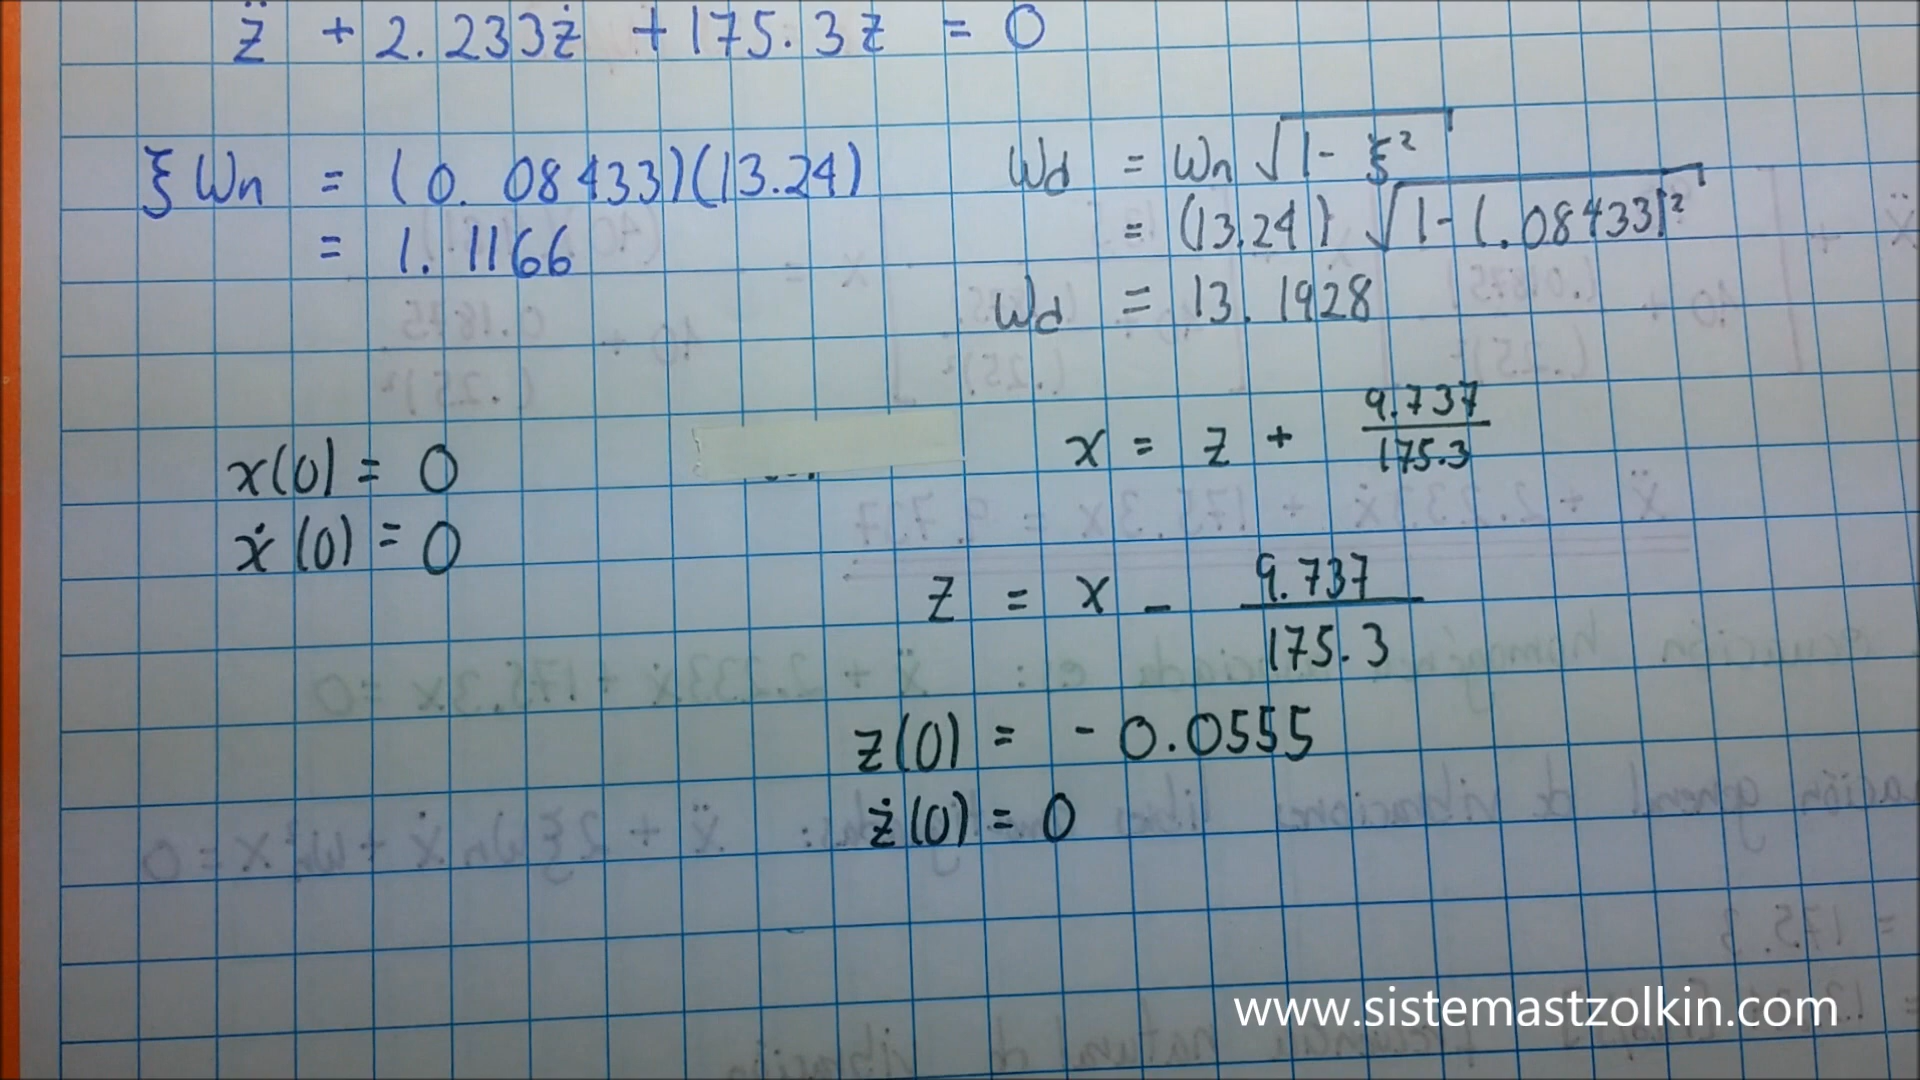 z̈ + 2.233ż + 175.3z = 0
ξWn = (0.08433)(13.24)
= 1.1166
Wd = Wn √1 - ξ²
= (13.24) √1-(.08433)²
Wd = 13.1928
x(0) = 0
ẋ(0) = 0
x = z + 9.737
175.3
z = x - 9.737
175.3
z(0) = -0.0555
ż(0) = 0
www.sistemastzolkin.com